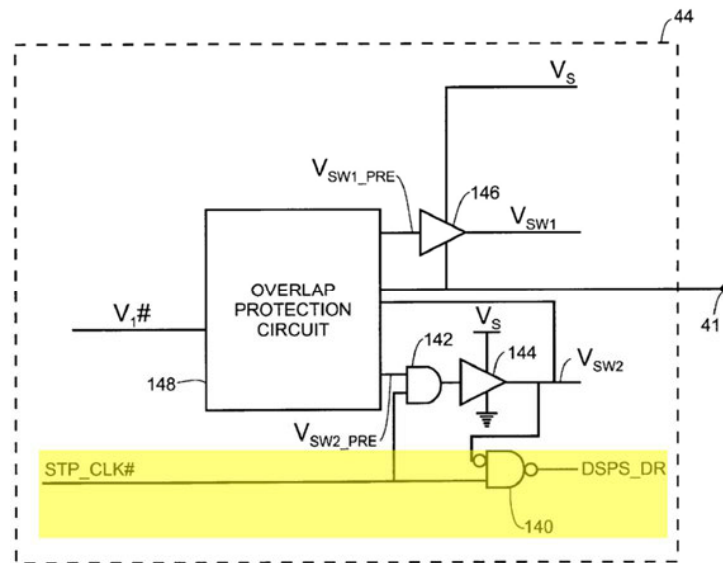 44
V_S
V_SW1_PRE
146
V_SW1
OVERLAP
PROTECTION
CIRCUIT
V_1#
41
142
V_S
144
V_SW2
148
V_SW2_PRE
STP_CLK#
DSPS_DR
140